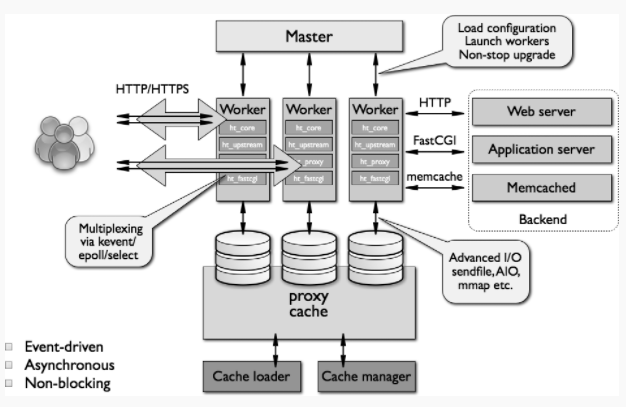 Master
Load configuration
Launch workers
Non-stop upgrade
HTTP/HTTPS
Worker
ht_core
ht_upstream
ht_fastcgi
Worker
ht_core
ht_upstream
_proxy
ht_fastcgi
Worker
ht_core
ht_upstream
ht_proxy
ht_fastcgi
HTTP
FastCGI
memcache
Web server
Application server
Memcached
Backend
Multiplexing
via kevent/
epoll/select
Advanced I/O
sendfile, AIO,
mmap etc.
proxy
cache
Cache loader
Cache manager
Event-driven
Asynchronous
Non-blocking